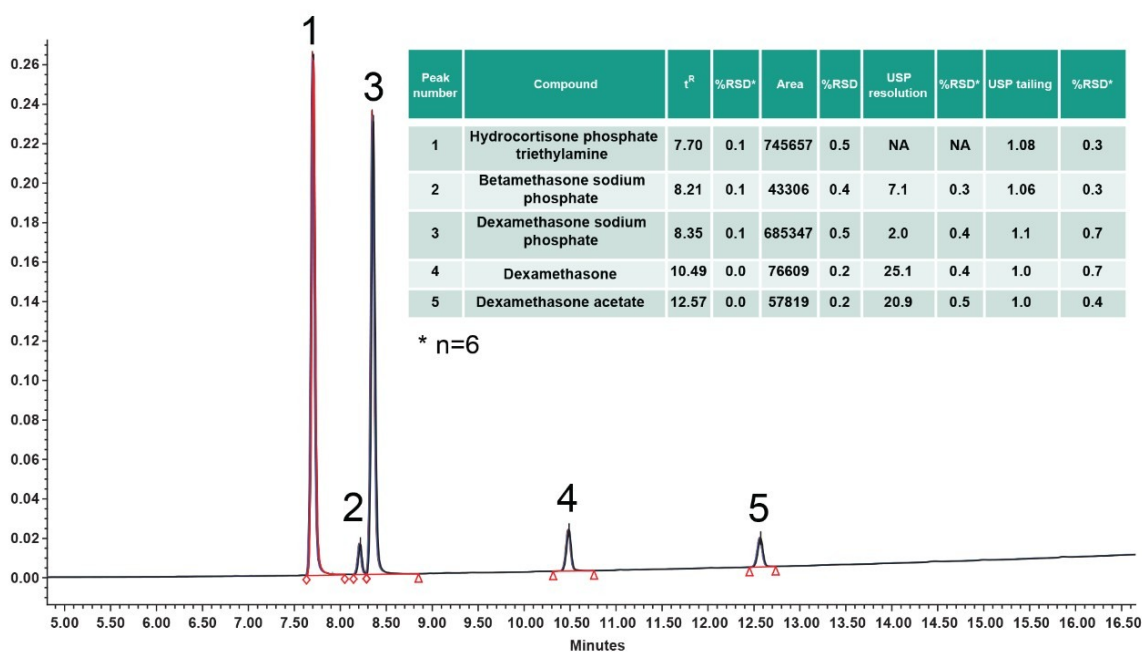 1
3
2
4
5
0.26
0.24
0.22
0.20
0.18
0.16
0.14
0.12
0.10
0.08
0.06
0.04
0.02
0.00
Peak number Compound t^R %RSD* Area %RSD USP resolution %RSD* USP tailing %RSD*
1 Hydrocortisone phosphate triethylamine 7.70 0.1 745657 0.5 NA NA 1.08 0.3
2 Betamethasone sodium phosphate 8.21 0.1 43306 0.4 7.1 0.3 1.06 0.3
3 Dexamethasone sodium phosphate 8.35 0.1 685347 0.5 2.0 0.4 1.1 0.7
4 Dexamethasone 10.49 0.0 76609 0.2 25.1 0.4 1.0 0.7
5 Dexamethasone acetate 12.57 0.0 57819 0.2 20.9 0.5 1.0 0.4
* n=6
5.00 5.50 6.00 6.50 7.00 7.50 8.00 8.50 9.00 9.50 10.00 10.50 11.00 11.50 12.00 12.50 13.00 13.50 14.00 14.50 15.00 15.50 16.00 16.50
Minutes